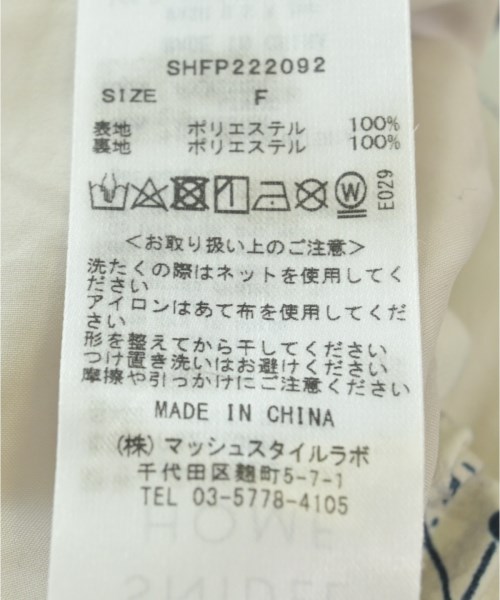 SHFP222092
SIZE F
表地 ポリエステル 100%
裏地 ポリエステル 100%
W E029
＜お取り扱い上のご注意＞
洗たくの際はネットを使用してく
ださい
アイロンはあて布を使用してくだ
さい
形を整えてから干してください
つけ置き洗いはお避けください
摩擦や引っかけにご注意ください
MADE IN CHINA
(株) マッシュスタイルラボ
千代田区麹町5-7-1
TEL 03-5778-4105
HOME
SNIDEL